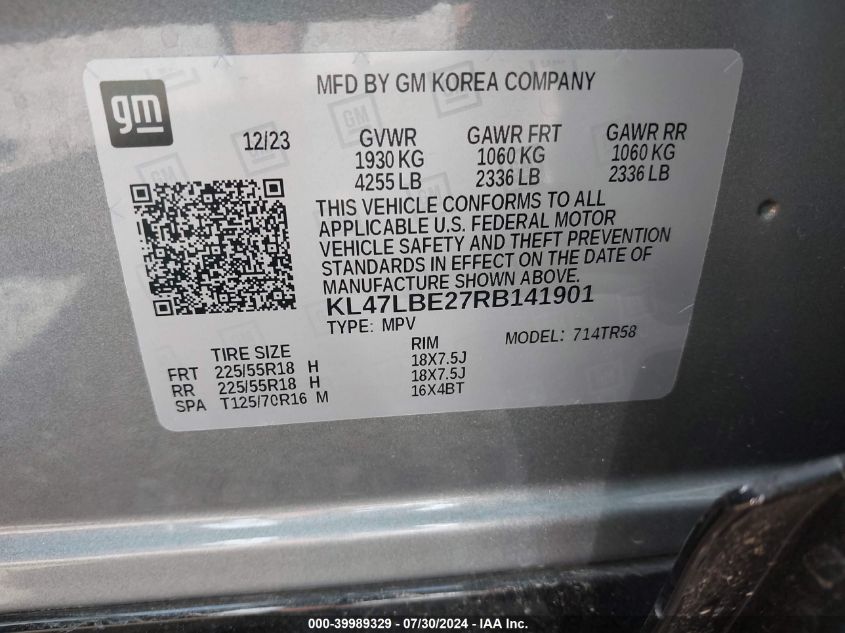 gm
MFD BY GM KOREA COMPANY
12/23
GVWR GAWR FRT GAWR RR
1930 KG 1060 KG 1060 KG
4255 LB 2336 LB 2336 LB
THIS VEHICLE CONFORMS TO ALL
APPLICABLE U.S. FEDERAL MOTOR
VEHICLE SAFETY AND THEFT PREVENTION
STANDARDS IN EFFECT ON THE DATE OF
MANUFACTURE SHOWN ABOVE.
KL47LBE27RB141901
TYPE: MPV MODEL: 714TR58
TIRE SIZE RIM
FRT 225/55R18 H 18X7.5J
RR 225/55R18 H 18X7.5J
SPA T125/70R16 M 16X4BT
000-39989329 - 07/30/2024 - IAA Inc.